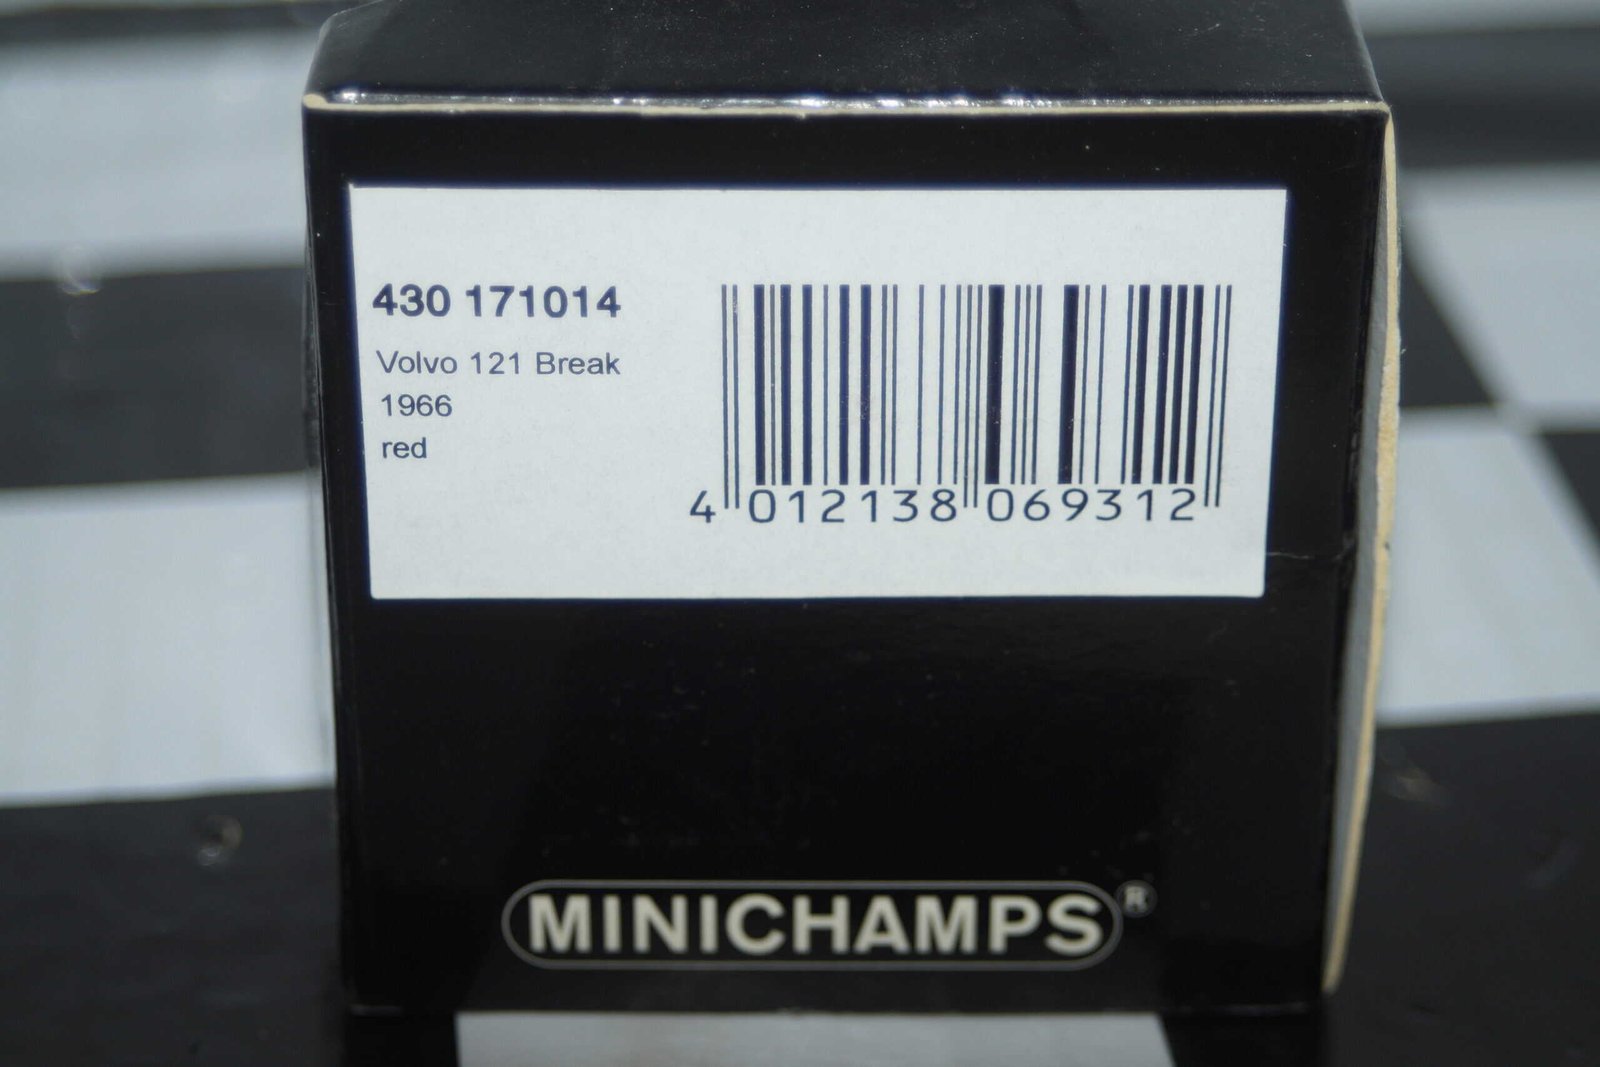 430 171014
Volvo 121 Break
1966
red
4 012138 069312
MINICHAMPS®